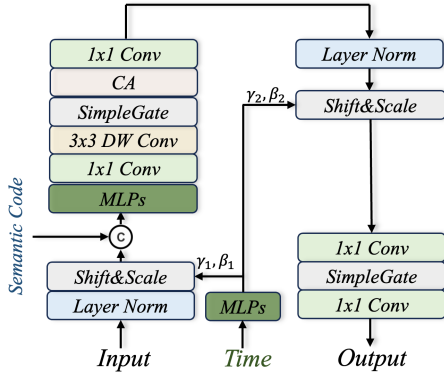 1x1 Conv
CA
SimpleGate
3x3 DW Conv
1x1 Conv
MLPs
Semantic Code
C
Shift&Scale
Layer Norm
Input
γ₁, β₁
MLPs
Time
γ₂, β₂
Layer Norm
Shift&Scale
1x1 Conv
SimpleGate
1x1 Conv
Output